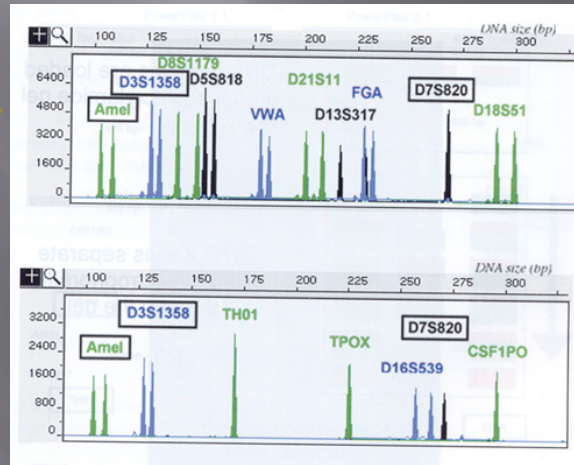 DNA size (bp)
100 125 150 175 200 225 250 275 300
D8S1179
D3S1358 D5S818 D21S11 FGA D7S820
Amel VWA D13S317 D18S51
6400
4800
3200
1600
0
DNA size (bp)
100 125 150 175 200 225 250 275 300
D3S1358 TH01 D7S820
Amel TPOX D16S539 CSF1PO
3200
2400
1600
800
0